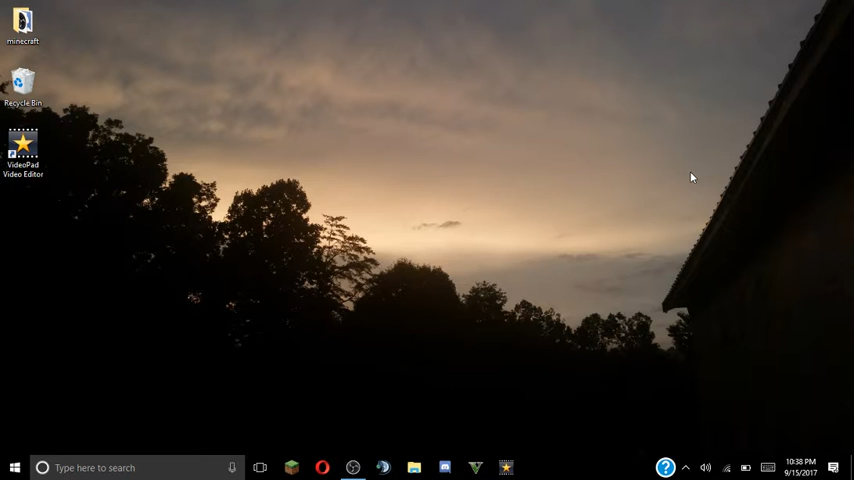 minecraft
Recycle Bin
VideoPad
Video Editor
Type here to search
10:38 PM
9/15/2017